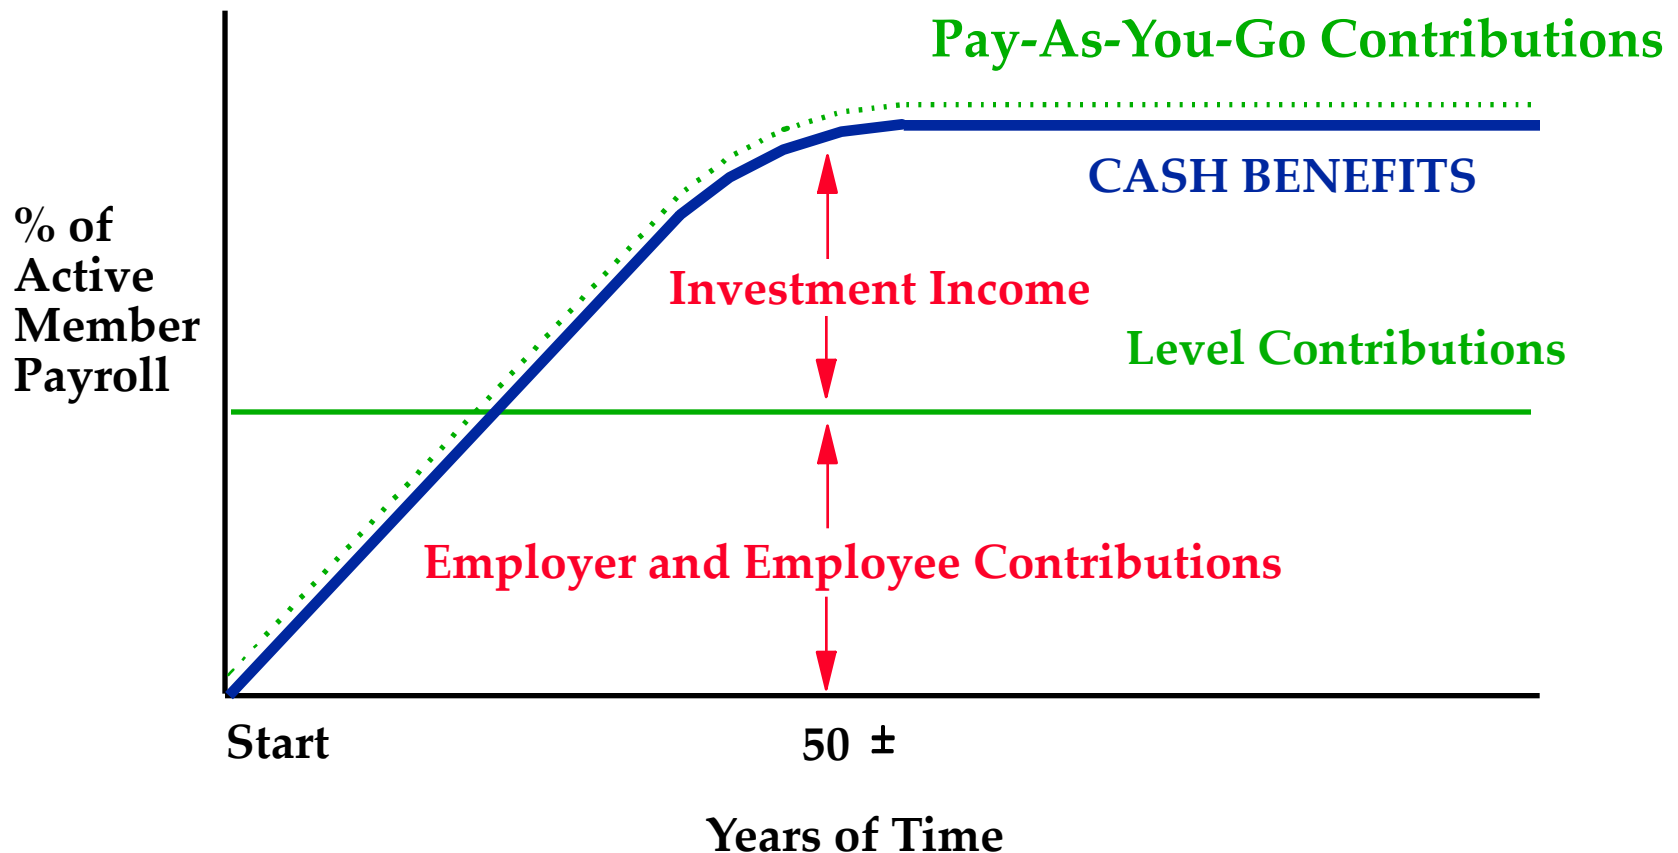 Pay-As-You-Go Contributions
CASH BENEFITS
% of
Active
Member
Payroll
Investment Income
Level Contributions
Employer and Employee Contributions
Start
50 ±
Years of Time